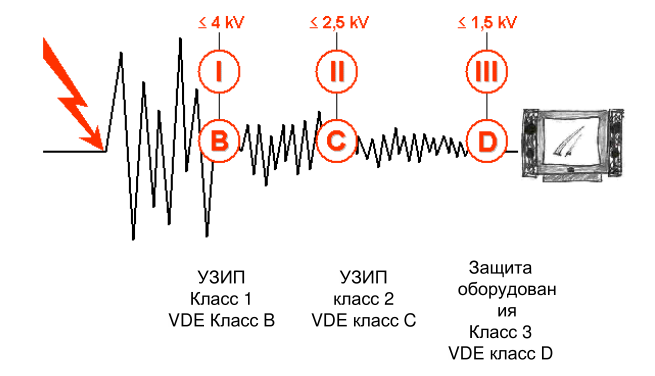 ≤ 4 kV ≤ 2,5 kV ≤ 1,5 kV
I II III
B C D
УЗИП
Класс 1
VDE Класс B
УЗИП
класс 2
VDE класс C
Защита
оборудован
ия
Класс 3
VDE класс D